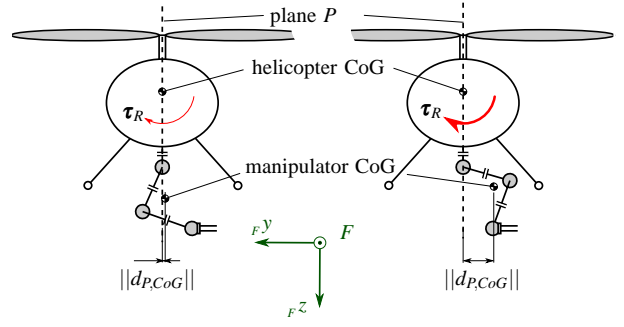 plane P
helicopter CoG
τR
τR
manipulator CoG
Fy
F
||dP,CoG||
||dP,CoG||
Fz